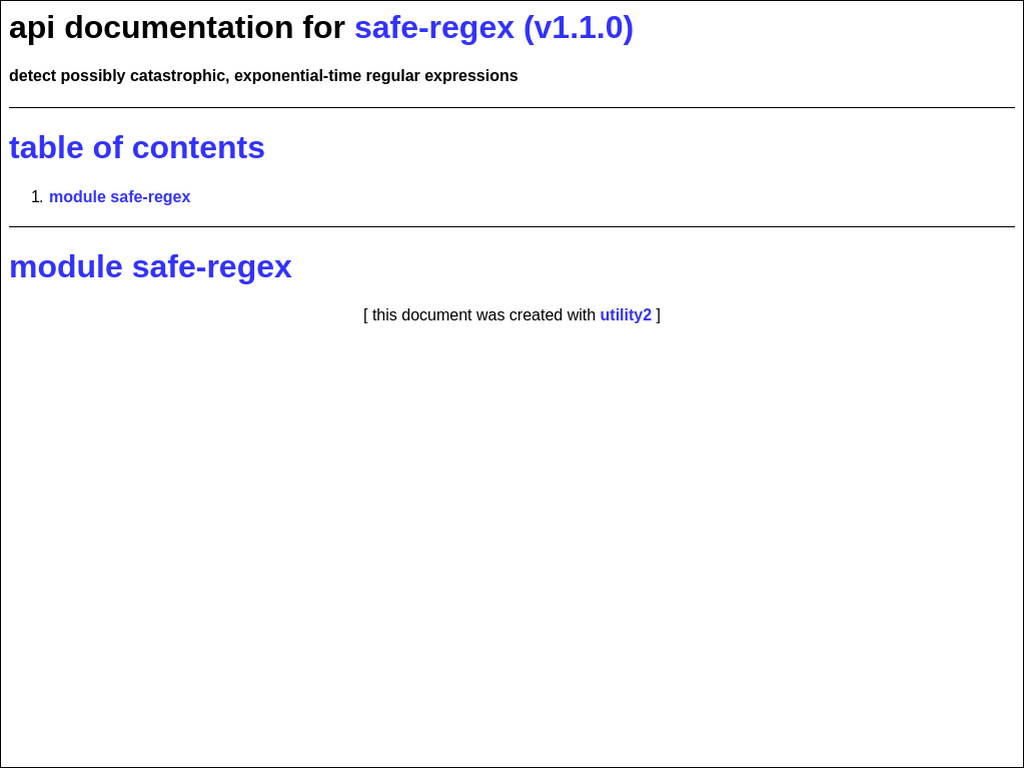 api documentation for safe-regex (v1.1.0)
detect possibly catastrophic, exponential-time regular expressions
table of contents
1. module safe-regex
module safe-regex
[ this document was created with utility2 ]